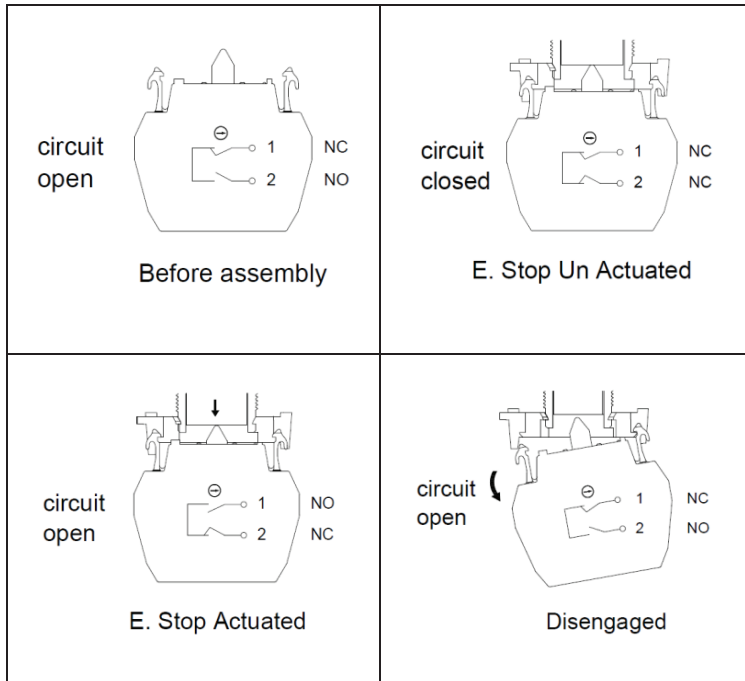 circuit
open
1 NC
2 NO
Before assembly
circuit
closed
1 NC
2 NC
E. Stop Un Actuated
circuit
open
1 NO
2 NC
E. Stop Actuated
circuit
open
1 NC
2 NO
Disengaged